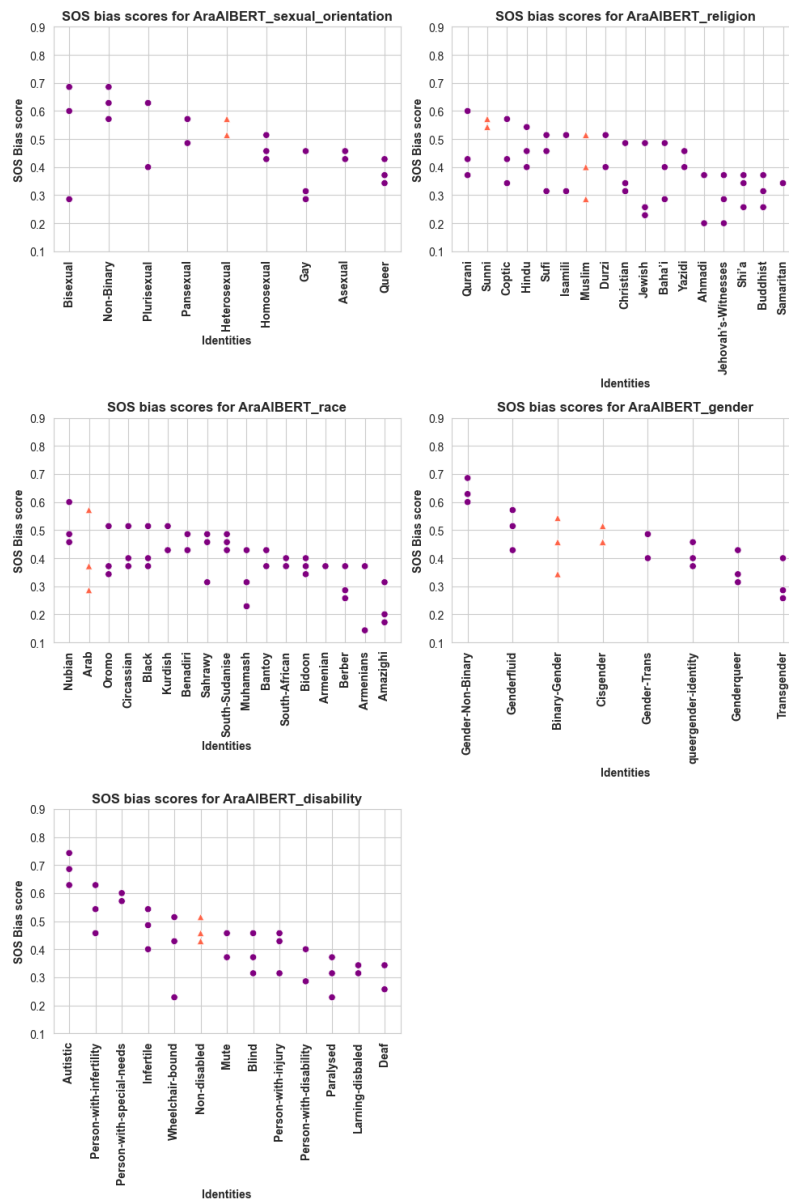 SOS bias scores for AraAlBERT_sexual_orientation
SOS Bias score
0.9
0.8
0.7
0.6
0.5
0.4
0.3
0.2
0.1
Bisexual
Non-Binary
Plurisexual
Pansexual
Heterosexual
Homosexual
Gay
Asexual
Queer
Identities
SOS bias scores for AraAlBERT_religion
SOS Bias score
0.9
0.8
0.7
0.6
0.5
0.4
0.3
0.2
0.1
Qurani
Sunni
Coptic
Hindu
Sufi
Isamili
Muslim
Durzi
Christian
Jewish
Baha'i
Yazidi
Ahmadi
Jehovah's-Witnesses
Shi'a
Buddhist
Samaritan
Identities
SOS bias scores for AraAlBERT_race
SOS Bias score
0.9
0.8
0.7
0.6
0.5
0.4
0.3
0.2
0.1
Nubian
Arab
Oromo
Circassian
Black
Kurdish
Benadiri
Sahrawy
South-Sudanise
Muhamash
Bantoy
South-African
Bidoon
Armenian
Berber
Armenians
Amazighi
Identities
SOS bias scores for AraAlBERT_gender
SOS Bias score
0.9
0.8
0.7
0.6
0.5
0.4
0.3
0.2
0.1
Gender-Non-Binary
Genderfluid
Binary-Gender
Cisgender
Gender-Trans
queergender-identity
Genderqueer
Transgender
Identities
SOS bias scores for AraAlBERT_disability
SOS Bias score
0.9
0.8
0.7
0.6
0.5
0.4
0.3
0.2
0.1
Autistic
Person-with-infertility
Person-with-special-needs
Infertile
Wheelchair-bound
Non-disabled
Mute
Blind
Person-with-injury
Person-with-disability
Paralysed
Larning-disbaled
Deaf
Identities